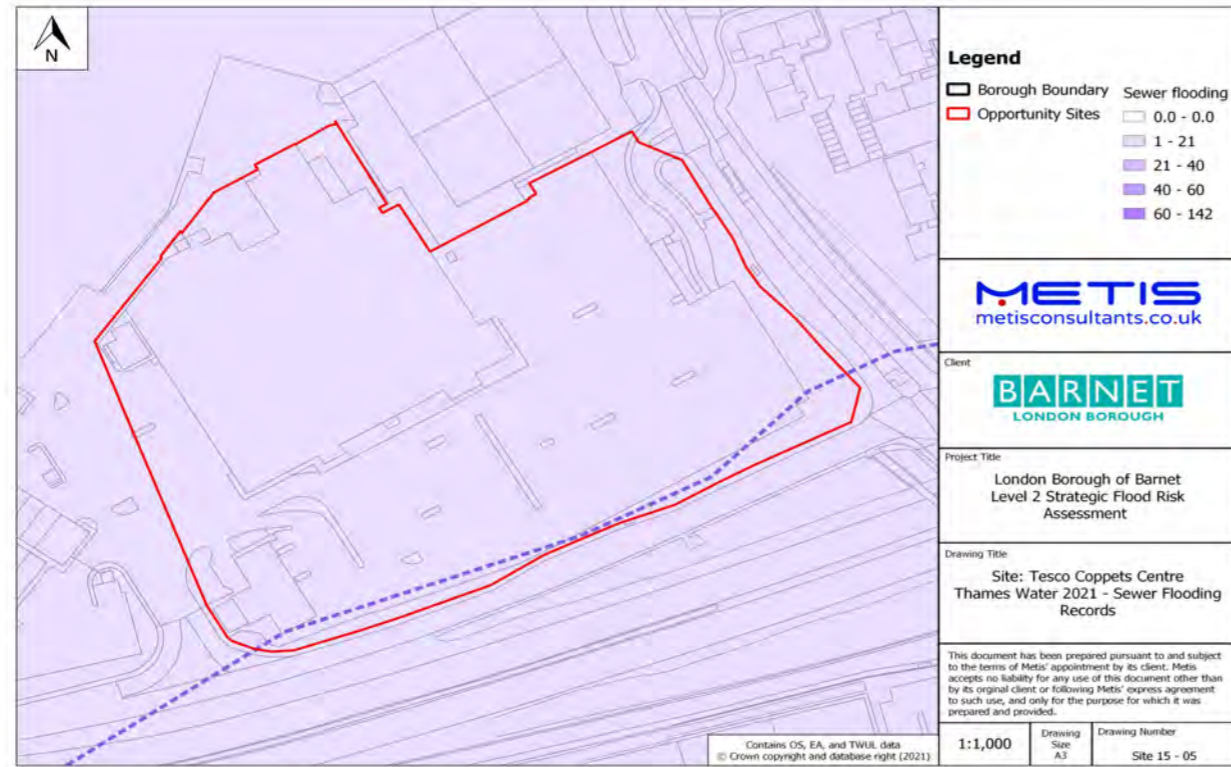 N
Legend
Borough Boundary
Opportunity Sites
Sewer flooding
0.0 - 0.0
1 - 21
21 - 40
40 - 60
60 - 142
METIS
metisconsultants.co.uk
Client
BARNET
LONDON BOROUGH
Project Title
London Borough of Barnet
Level 2 Strategic Flood Risk
Assessment
Drawing Title
Site: Tesco Coppets Centre
Thames Water 2021 - Sewer Flooding
Records
This document has been prepared pursuant to and subject
to the terms of Metis' appointment by its client. Metis
accepts no liability for any use of this document other than
by its orginal client or following Metis' express agreement
to such use, and only for the purpose for which it was
prepared and provided.
1:1,000
Drawing
Size
A3
Drawing Number
Site 15 - 05
Contains OS, EA, and TWUL data
© Crown copyright and database right (2021)